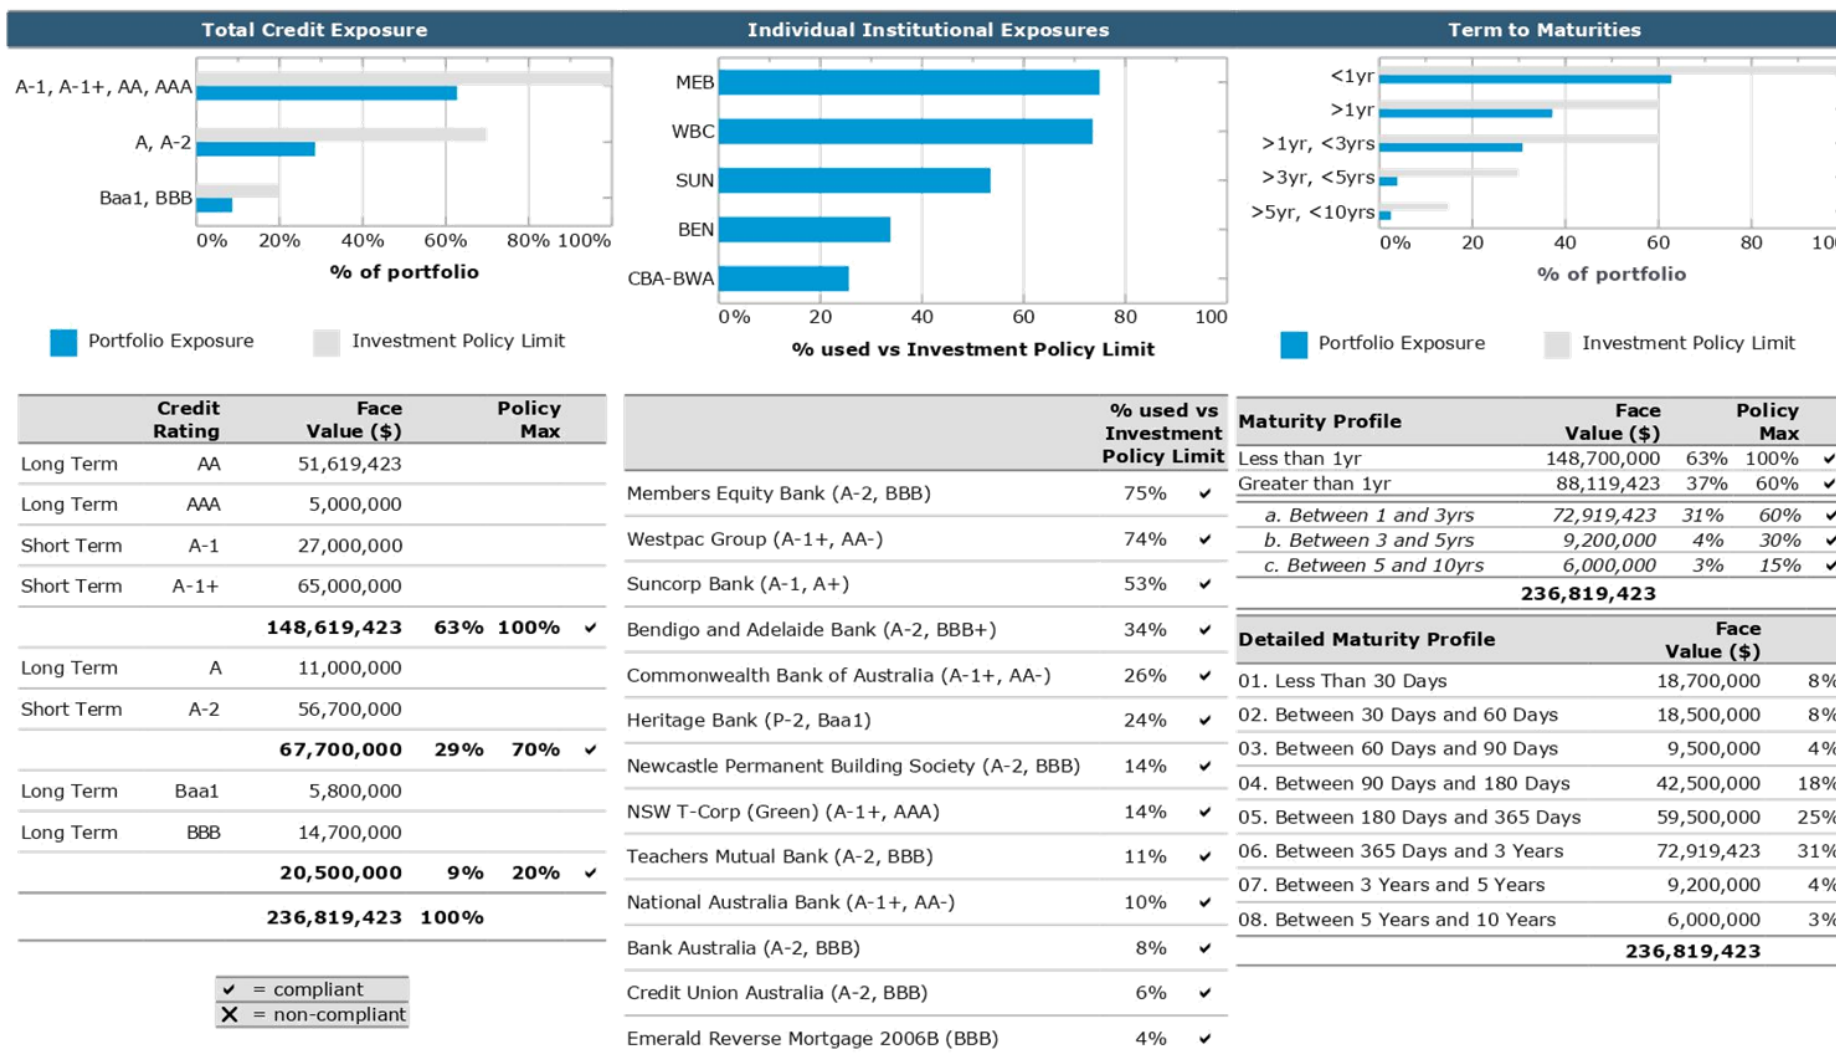 Total Credit Exposure
A-1, A-1+, AA, AAA
A, A-2
Baa1, BBB
0% 20% 40% 60% 80% 100%
% of portfolio
Portfolio Exposure Investment Policy Limit
Credit Rating Face Value ($) Policy Max
Long Term AA 51,619,423
Long Term AAA 5,000,000
Short Term A-1 27,000,000
Short Term A-1+ 65,000,000
148,619,423 63% 100% ✔
Long Term A 11,000,000
Short Term A-2 56,700,000
67,700,000 29% 70% ✔
Long Term Baa1 5,800,000
Long Term BBB 14,700,000
20,500,000 9% 20% ✔
236,819,423 100%
✔ = compliant
✗ = non-compliant
Individual Institutional Exposures
MEB
WBC
SUN
BEN
CBA-BWA
0% 20 40 60 80 100
% used vs Investment Policy Limit
% used vs
Investment
Policy Limit
Members Equity Bank (A-2, BBB) 75% ✔
Westpac Group (A-1+, AA-) 74% ✔
Suncorp Bank (A-1, A+) 53% ✔
Bendigo and Adelaide Bank (A-2, BBB+) 34% ✔
Commonwealth Bank of Australia (A-1+, AA-) 26% ✔
Heritage Bank (P-2, Baa1) 24% ✔
Newcastle Permanent Building Society (A-2, BBB) 14% ✔
NSW T-Corp (Green) (A-1+, AAA) 14% ✔
Teachers Mutual Bank (A-2, BBB) 11% ✔
National Australia Bank (A-1+, AA-) 10% ✔
Bank Australia (A-2, BBB) 8% ✔
Credit Union Australia (A-2, BBB) 6% ✔
Emerald Reverse Mortgage 2006B (BBB) 4% ✔
Term to Maturities
<1yr
>1yr
>1yr, <3yrs
>3yr, <5yrs
>5yr, <10yrs
0% 20 40 60 80
% of portfolio
Portfolio Exposure Investment Policy Limit
Maturity Profile Face Value ($) Policy Max
Less than 1yr 148,700,000 63% 100% ✔
Greater than 1yr 88,119,423 37% 60% ✔
a. Between 1 and 3yrs 72,919,423 31% 60% ✔
b. Between 3 and 5yrs 9,200,000 4% 30% ✔
c. Between 5 and 10yrs 6,000,000 3% 15% ✔
236,819,423
Detailed Maturity Profile Face Value ($)
01. Less Than 30 Days 18,700,000 8%
02. Between 30 Days and 60 Days 18,500,000 8%
03. Between 60 Days and 90 Days 9,500,000 4%
04. Between 90 Days and 180 Days 42,500,000 18%
05. Between 180 Days and 365 Days 59,500,000 25%
06. Between 365 Days and 3 Years 72,919,423 31%
07. Between 3 Years and 5 Years 9,200,000 4%
08. Between 5 Years and 10 Years 6,000,000 3%
236,819,423